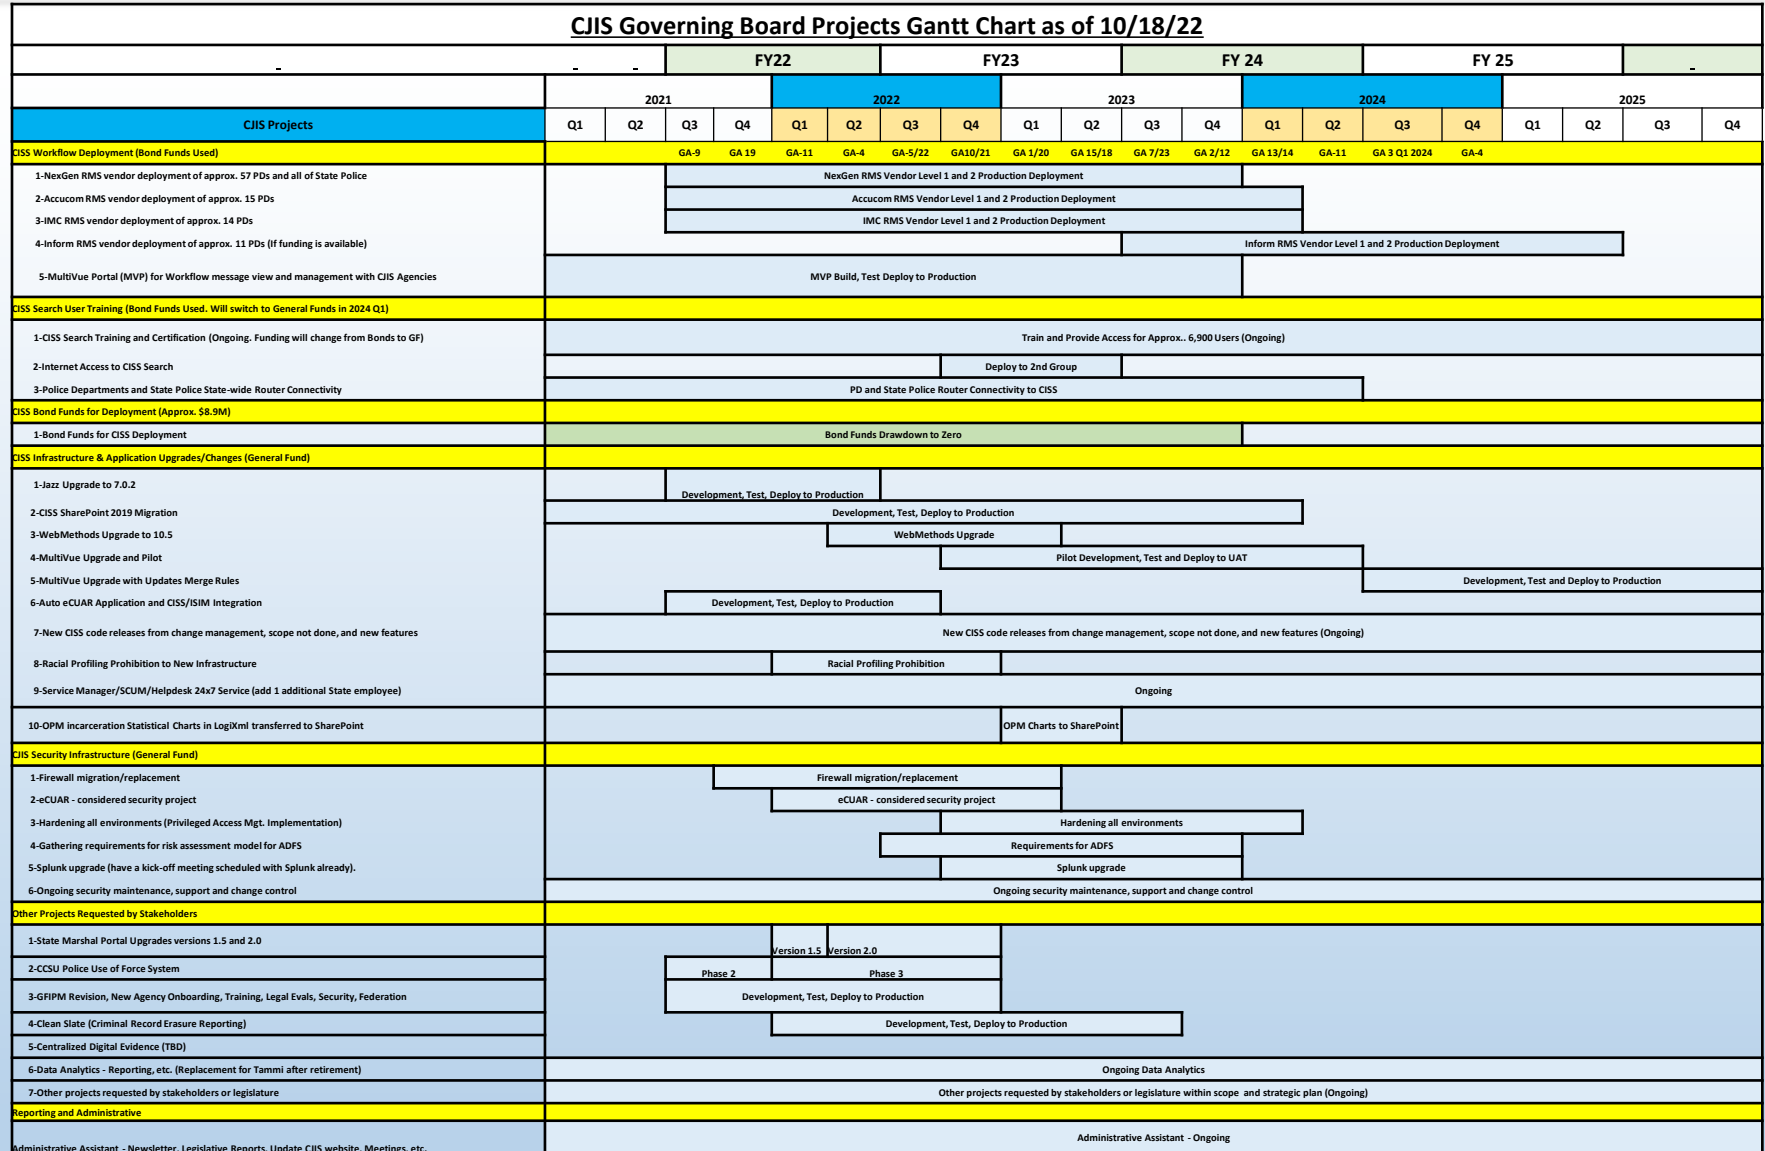 CJIS Governing Board Projects Gantt Chart as of 10/18/22
- - - FY22 FY23 FY 24 FY 25 -
2021 2022 2023 2024 2025
CJIS Projects Q1 Q2 Q3 Q4 Q1 Q2 Q3 Q4 Q1 Q2 Q3 Q4 Q1 Q2 Q3 Q4 Q1 Q2 Q3 Q4
CISS Workflow Deployment (Bond Funds Used) GA-9 GA 19 GA-11 GA-4 GA-5/22 GA10/21 GA 1/20 GA 15/18 GA 7/23 GA 2/12 GA 13/14 GA-11 GA 3 Q1 2024 GA-4
1-NexGen RMS vendor deployment of approx. 57 PDs and all of State Police NexGen RMS Vendor Level 1 and 2 Production Deployment
2-Accucom RMS vendor deployment of approx. 15 PDs Accucom RMS Vendor Level 1 and 2 Production Deployment
3-IMC RMS vendor deployment of approx. 14 PDs IMC RMS Vendor Level 1 and 2 Production Deployment
4-Inform RMS vendor deployment of approx. 11 PDs (If funding is available) Inform RMS Vendor Level 1 and 2 Production Deployment
5-MultiVue Portal (MVP) for Workflow message view and management with CJIS Agencies MVP Build, Test Deploy to Production
CISS Search User Training (Bond Funds Used. Will switch to General Funds in 2024 Q1)
1-CISS Search Training and Certification (Ongoing. Funding will change from Bonds to GF) Train and Provide Access for Approx.. 6,900 Users (Ongoing)
2-Internet Access to CISS Search Deploy to 2nd Group
3-Police Departments and State Police State-wide Router Connectivity PD and State Police Router Connectivity to CISS
CISS Bond Funds for Deployment (Approx. $8.9M)
1-Bond Funds for CISS Deployment Bond Funds Drawdown to Zero
CISS Infrastructure & Application Upgrades/Changes (General Fund)
1-Jazz Upgrade to 7.0.2 Development, Test, Deploy to Production
2-CISS SharePoint 2019 Migration Development, Test, Deploy to Production
3-WebMethods Upgrade to 10.5 WebMethods Upgrade
4-MultiVue Upgrade and Pilot Pilot Development, Test and Deploy to UAT
5-MultiVue Upgrade with Updates Merge Rules Development, Test and Deploy to Production
6-Auto eCUAR Application and CISS/ISIM Integration Development, Test, Deploy to Production
7-New CISS code releases from change management, scope not done, and new features New CISS code releases from change management, scope not done, and new features (Ongoing)
8-Racial Profiling Prohibition to New Infrastructure Racial Profiling Prohibition
9-Service Manager/SCUM/Helpdesk 24x7 Service (add 1 additional State employee) Ongoing
10-OPM incarceration Statistical Charts in LogiXml transferred to SharePoint OPM Charts to SharePoint
CJIS Security Infrastructure (General Fund)
1-Firewall migration/replacement Firewall migration/replacement
2-eCUAR - considered security project eCUAR - considered security project
3-Hardening all environments (Privileged Access Mgt. Implementation) Hardening all environments
4-Gathering requirements for risk assessment model for ADFS Requirements for ADFS
5-Splunk upgrade (have a kick-off meeting scheduled with Splunk already). Splunk upgrade
6-Ongoing security maintenance, support and change control Ongoing security maintenance, support and change control
Other Projects Requested by Stakeholders
1-State Marshal Portal Upgrades versions 1.5 and 2.0 Version 1.5 Version 2.0
2-CCSU Police Use of Force System Phase 2 Phase 3
3-GFIPM Revision, New Agency Onboarding, Training, Legal Evals, Security, Federation Development, Test, Deploy to Production
4-Clean Slate (Criminal Record Erasure Reporting) Development, Test, Deploy to Production
5-Centralized Digital Evidence (TBD)
6-Data Analytics - Reporting, etc. (Replacement for Tammi after retirement) Ongoing Data Analytics
7-Other projects requested by stakeholders or legislature Other projects requested by stakeholders or legislature within scope and strategic plan (Ongoing)
Reporting and Administrative
Administrative Assistant - Newsletter, Legislative Reports, Update CJIS website, Meetings, etc. Administrative Assistant - Ongoing